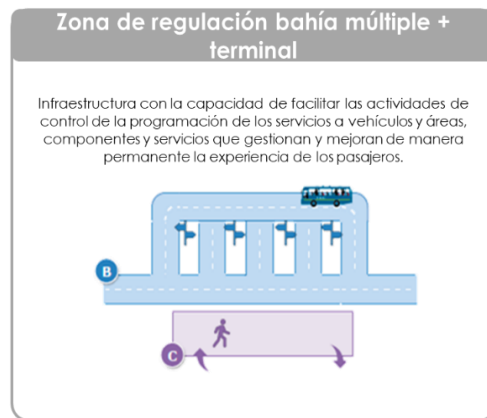 Zona de regulación bahía múltiple +
terminal
Infraestructura con la capacidad de facilitar las actividades de
control de la programación de los servicios a vehículos y áreas,
componentes y servicios que gestionan y mejoran de manera
permanente la experiencia de los pasajeros.
B
C